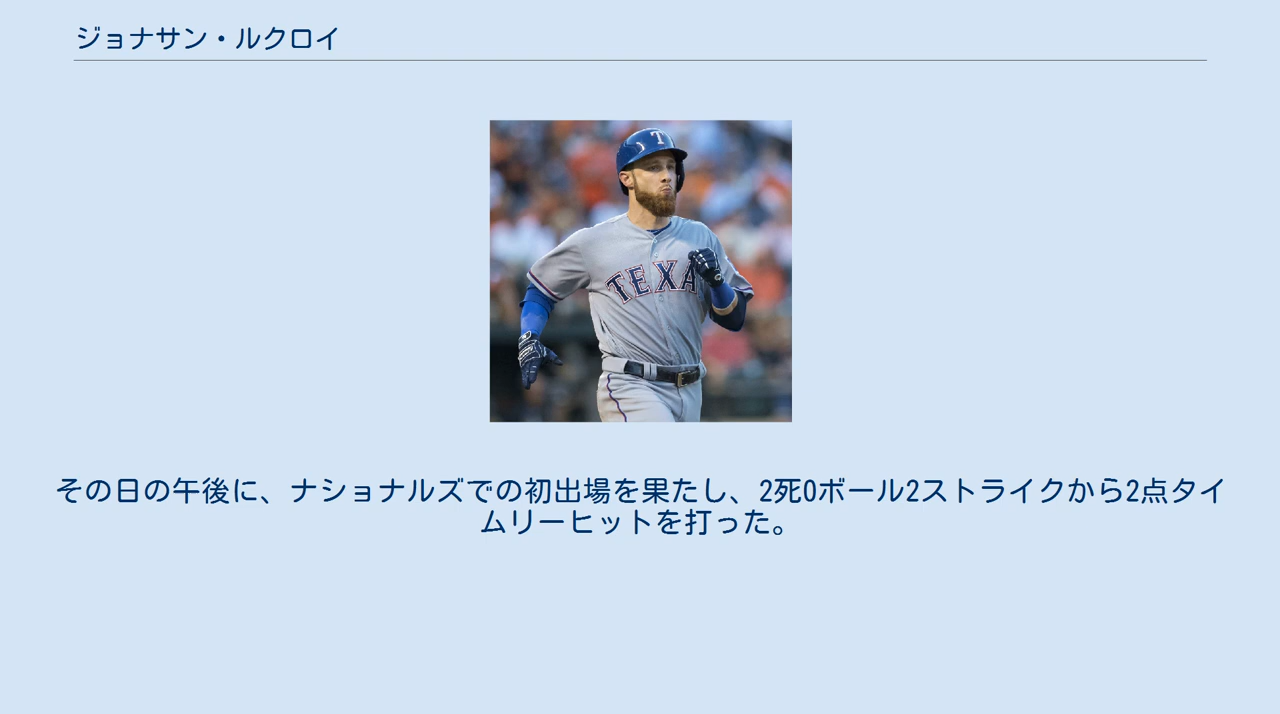 ジョナサン・ルクロイ
T
TEXA
その日の午後に、ナショナルズでの初出場を果たし、2死0ボール2ストライクから2点タイ
ムリーヒットを打った。